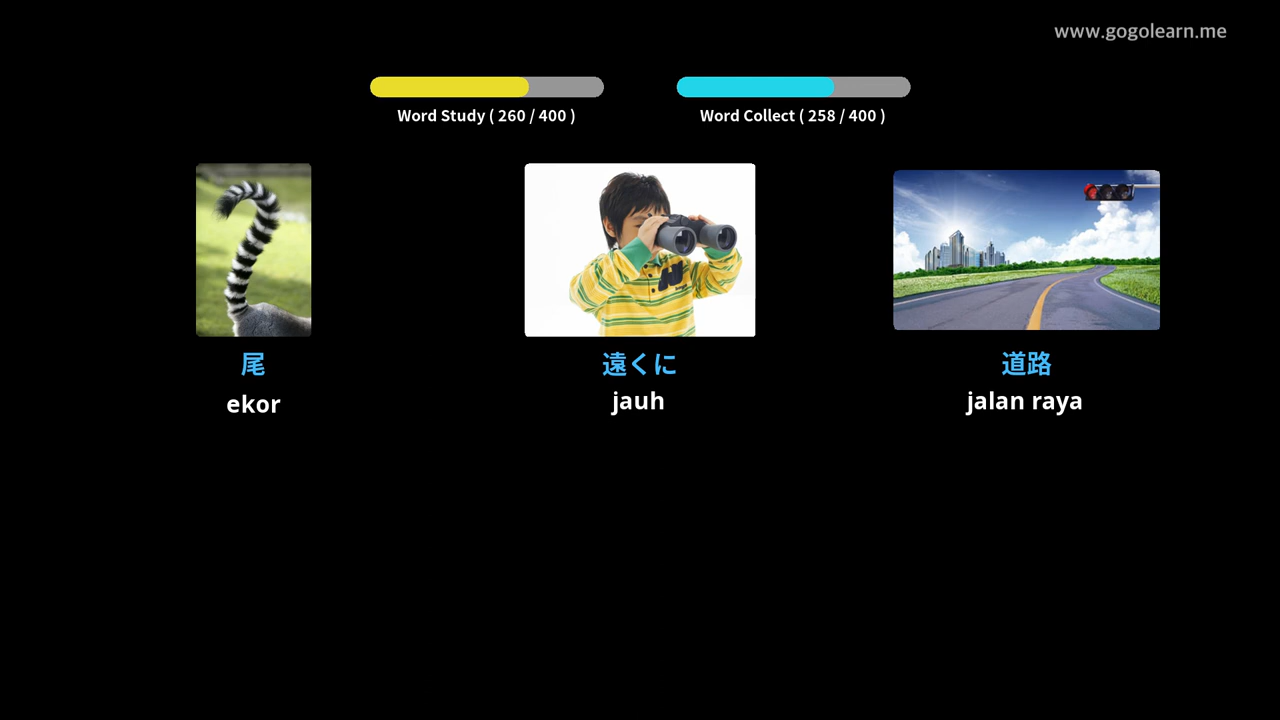 www.gogolearn.me
Word Study ( 260 / 400 )
Word Collect ( 258 / 400 )
尾
ekor
遠くに
jauh
道路
jalan raya